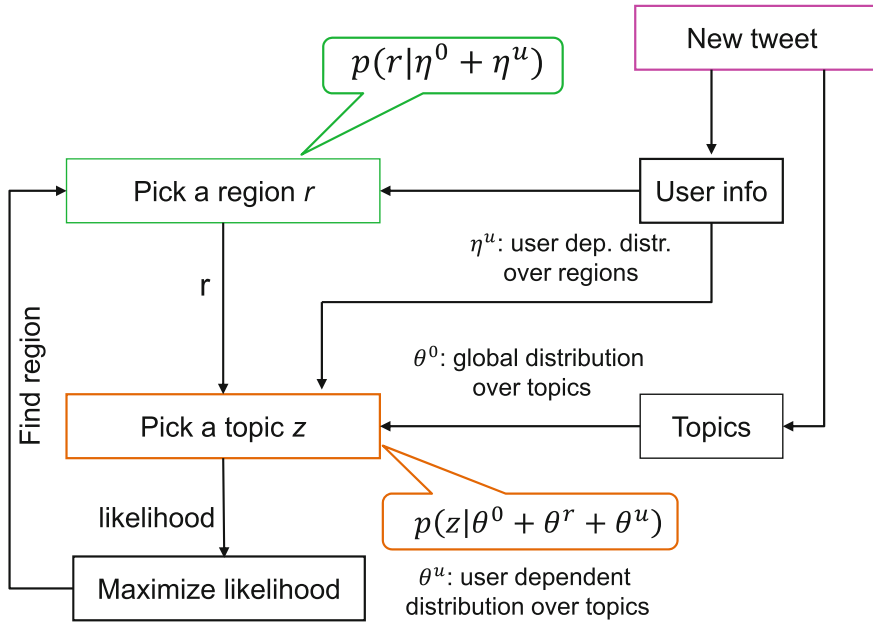 New tweet
p(r|η⁰ + ηᵘ)
Pick a region r
User info
ηᵘ: user dep. distr.
over regions
r
Find region
θ⁰: global distribution
over topics
Pick a topic z
Topics
likelihood
p(z|θ⁰ + θʳ + θᵘ)
Maximize likelihood
θᵘ: user dependent
distribution over topics